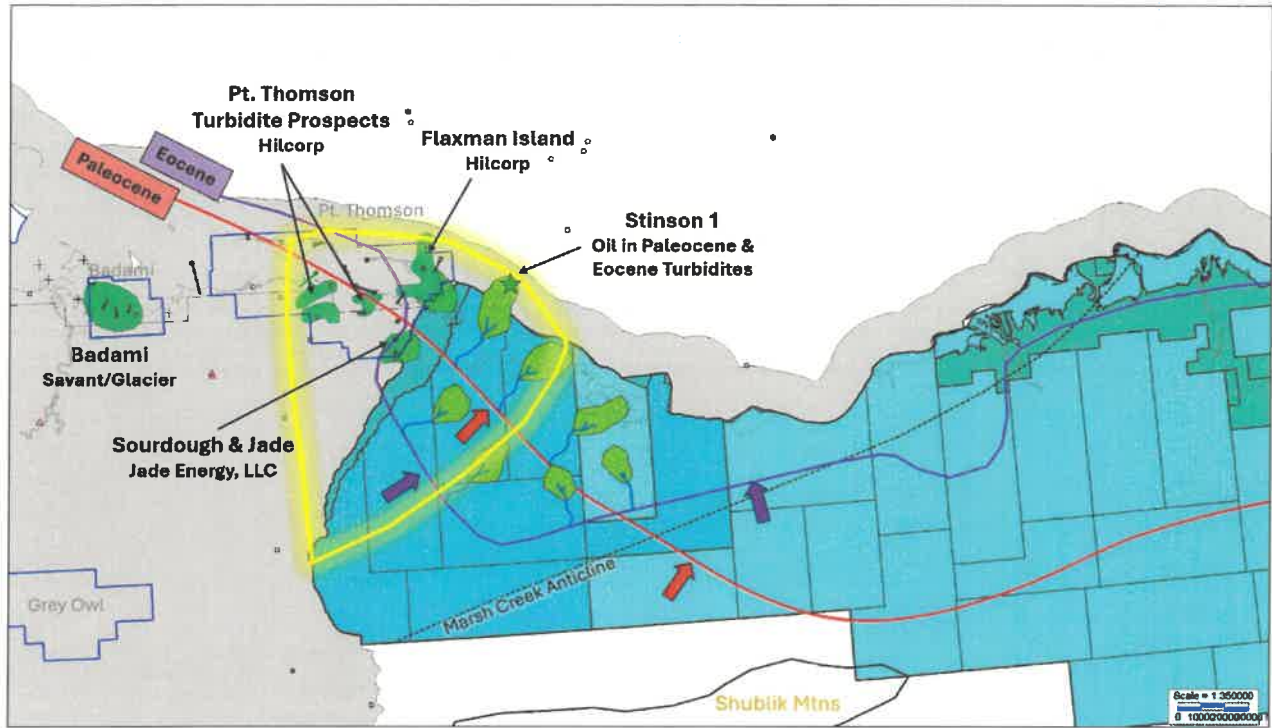 Pt. Thomson
Turbidite Prospects
Hilcorp
Flaxman Island
Hilcorp
Eocene
Paleocene
Pt. Thomson
Stinson 1
Oil in Paleocene &
Eocene Turbidites
Badami
Badami
Savant/Glacier
Sourdough & Jade
Jade Energy, LLC
Grey Owl
Marsh Creek Anticline
Shublik Mtns
Scale = 1:350000